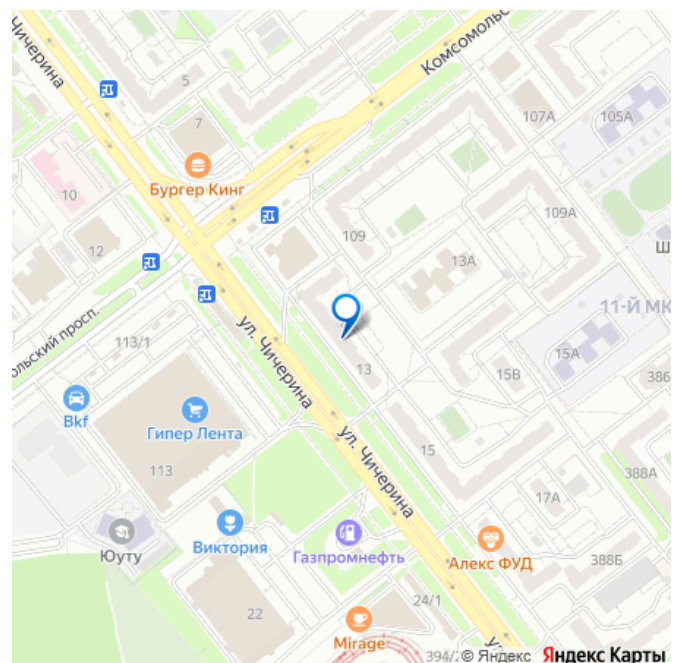 Чичерина
Комсомольс
5
7
107А
105А
Бургер Кинг
10
109А
109
12
13А
Ш
11-Й МК
ольский просп.
ул. Чичерина
113/1
15А
13
15В
386
Bkf
Гипер Лента
ул. Чичерина
15
113
388А
17А
Виктория
Юуту
Газпромнефть
Алекс ФУД
388Б
24/1
22
Mirage
394/2
© Яндекс Яндекс Карты